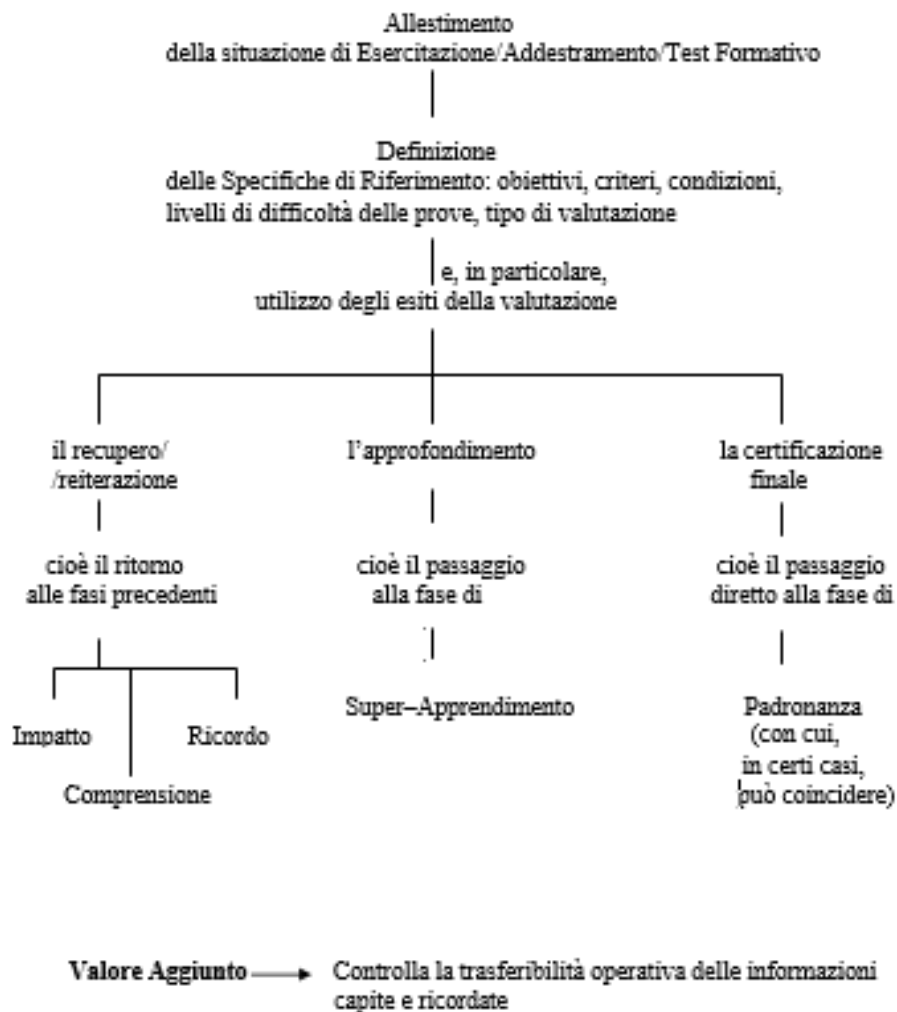 Allestimento
della situazione di Esercitazione/Addestramento/Test Formativo
Definizione
delle Specifiche di Riferimento: obiettivi, criteri, condizioni,
livelli di difficoltà delle prove, tipo di valutazione
e, in particolare,
utilizzo degli esiti della valutazione
il recupero/
/reiterazione
l'approfondimento
la certificazione
finale
cioè il ritorno
alle fasi precedenti
cioè il passaggio
alla fase di
cioè il passaggio
diretto alla fase di
Impatto
Ricordo
Comprensione
Super–Apprendimento
Padronanza
(con cui,
in certi casi,
può coincidere)
Valore Aggiunto
Controlla la trasferibilità operativa delle informazioni
capite e ricordate